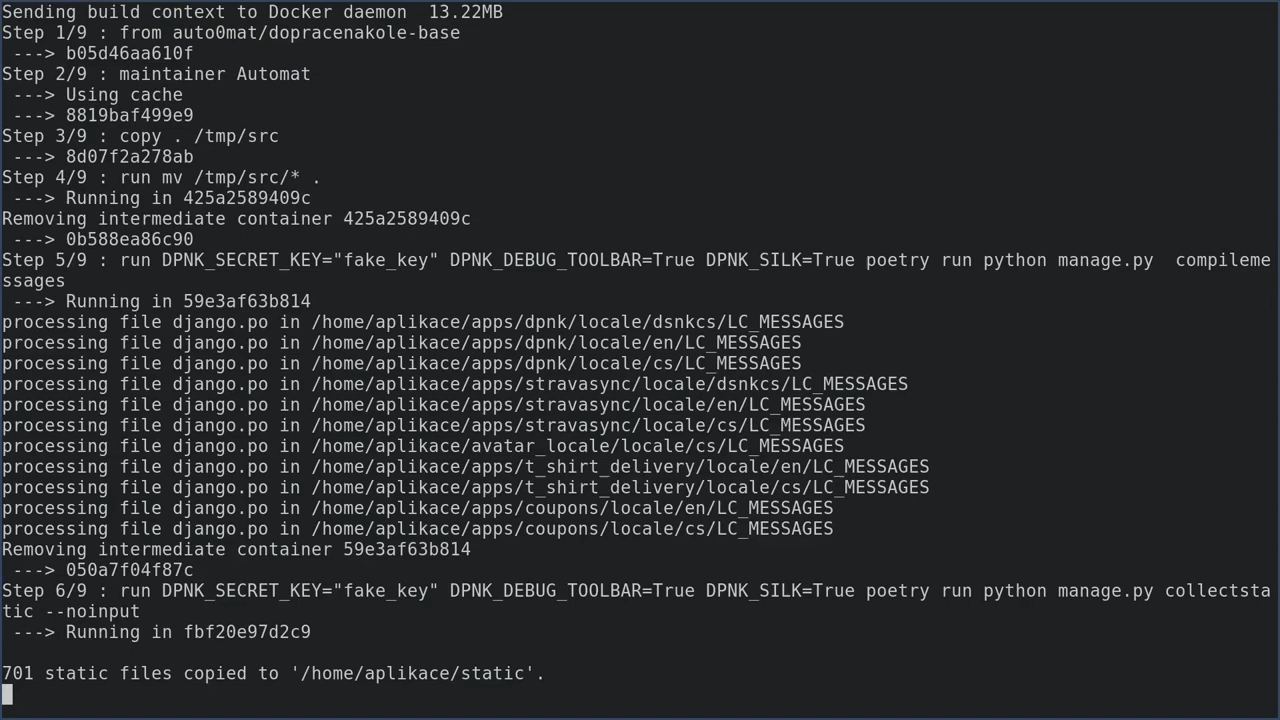 Sending build context to Docker daemon  13.22MB
Step 1/9 : from auto0mat/dopracenakole-base
 ---> b05d46aa610f
Step 2/9 : maintainer Automat
 ---> Using cache
 ---> 8819baf499e9
Step 3/9 : copy . /tmp/src
 ---> 8d07f2a278ab
Step 4/9 : run mv /tmp/src/* .
 ---> Running in 425a2589409c
Removing intermediate container 425a2589409c
 ---> 0b588ea86c90
Step 5/9 : run DPNK_SECRET_KEY="fake_key" DPNK_DEBUG_TOOLBAR=True DPNK_SILK=True poetry run python manage.py  compileme
ssages
 ---> Running in 59e3af63b814
processing file django.po in /home/aplikace/apps/dpnk/locale/dsnkcs/LC_MESSAGES
processing file django.po in /home/aplikace/apps/dpnk/locale/en/LC_MESSAGES
processing file django.po in /home/aplikace/apps/dpnk/locale/cs/LC_MESSAGES
processing file django.po in /home/aplikace/apps/stravasync/locale/dsnkcs/LC_MESSAGES
processing file django.po in /home/aplikace/apps/stravasync/locale/en/LC_MESSAGES
processing file django.po in /home/aplikace/apps/stravasync/locale/cs/LC_MESSAGES
processing file django.po in /home/aplikace/avatar_locale/locale/cs/LC_MESSAGES
processing file django.po in /home/aplikace/apps/t_shirt_delivery/locale/en/LC_MESSAGES
processing file django.po in /home/aplikace/apps/t_shirt_delivery/locale/cs/LC_MESSAGES
processing file django.po in /home/aplikace/apps/coupons/locale/en/LC_MESSAGES
processing file django.po in /home/aplikace/apps/coupons/locale/cs/LC_MESSAGES
Removing intermediate container 59e3af63b814
 ---> 050a7f04f87c
Step 6/9 : run DPNK_SECRET_KEY="fake_key" DPNK_DEBUG_TOOLBAR=True DPNK_SILK=True poetry run python manage.py collectsta
tic --noinput
 ---> Running in fbf20e97d2c9

701 static files copied to '/home/aplikace/static'.